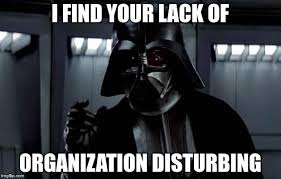 I FIND YOUR LACK OF
ORGANIZATION DISTURBING
imgflip.com